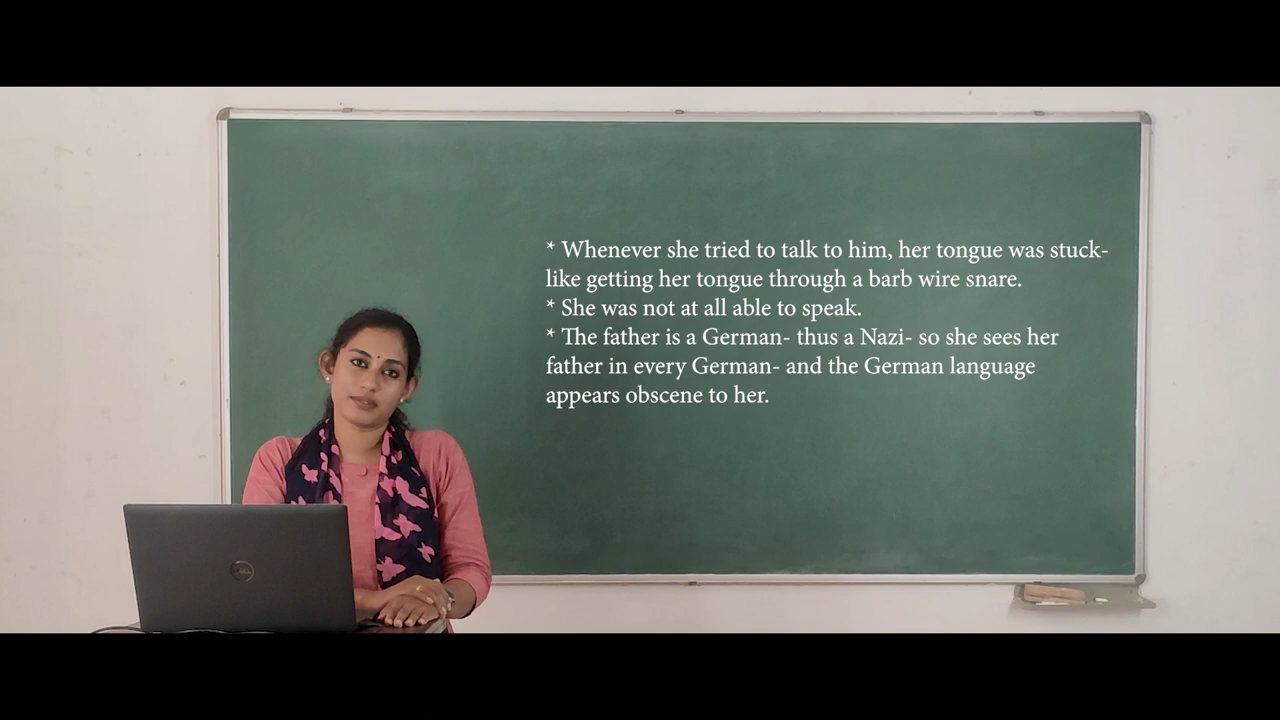 * Whenever she tried to talk to him, her tongue was stuck-
like getting her tongue through a barb wire snare.
* She was not at all able to speak.
* The father is a German- thus a Nazi- so she sees her
father in every German- and the German language
appears obscene to her.
DELL